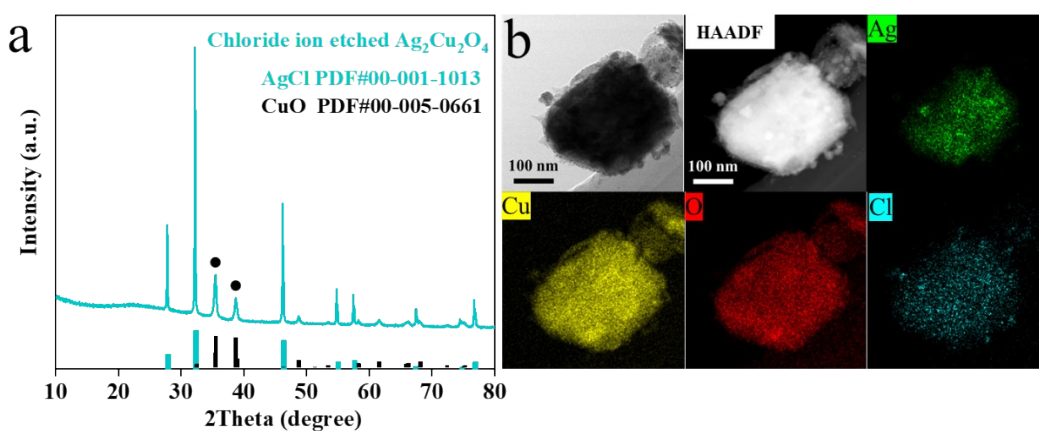 a
Chloride ion etched Ag₂Cu₂O₄
AgCl PDF#00-001-1013
CuO PDF#00-005-0661
Intensity (a.u.)
10 20 30 40 50 60 70 80
2Theta (degree)
b
HAADF
Ag
100 nm
100 nm
Cu
O
Cl